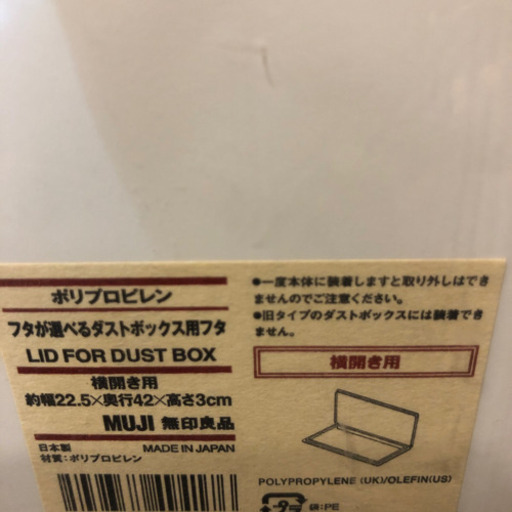 ポリプロピレン
フタが選べるダストボックス用フタ
LID FOR DUST BOX
横開き用
約幅22.5×奥行42×高さ3cm
MUJI 無印良品
日本製 MADE IN JAPAN
材質:ポリプロピレン
●一度本体に装着しますと取り外しはでき
ませんのでご注意ください。
●旧タイプのダストボックスには装着でき
ません。
横開き用
POLYPROPYLENE (UK)/OLEFIN(US)
プラ 袋:PE